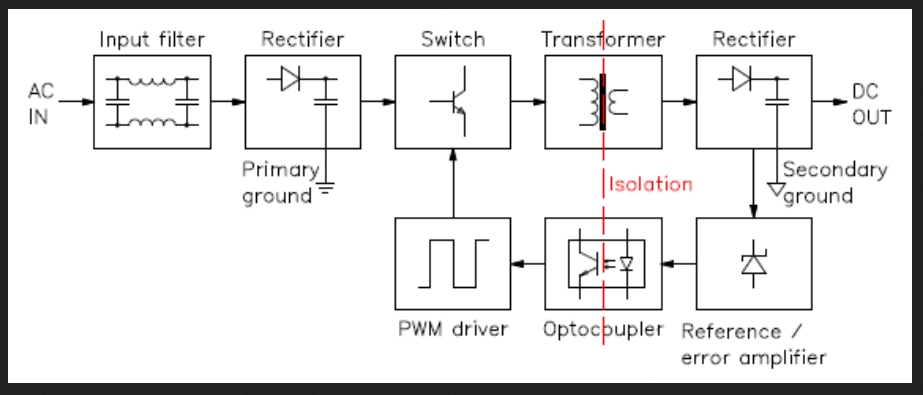 Input filter
Rectifier
Switch
Transformer
Rectifier
AC
IN
DC
OUT
Primary
ground
Isolation
Secondary
ground
PWM driver
Optocoupler
Reference /
error amplifier